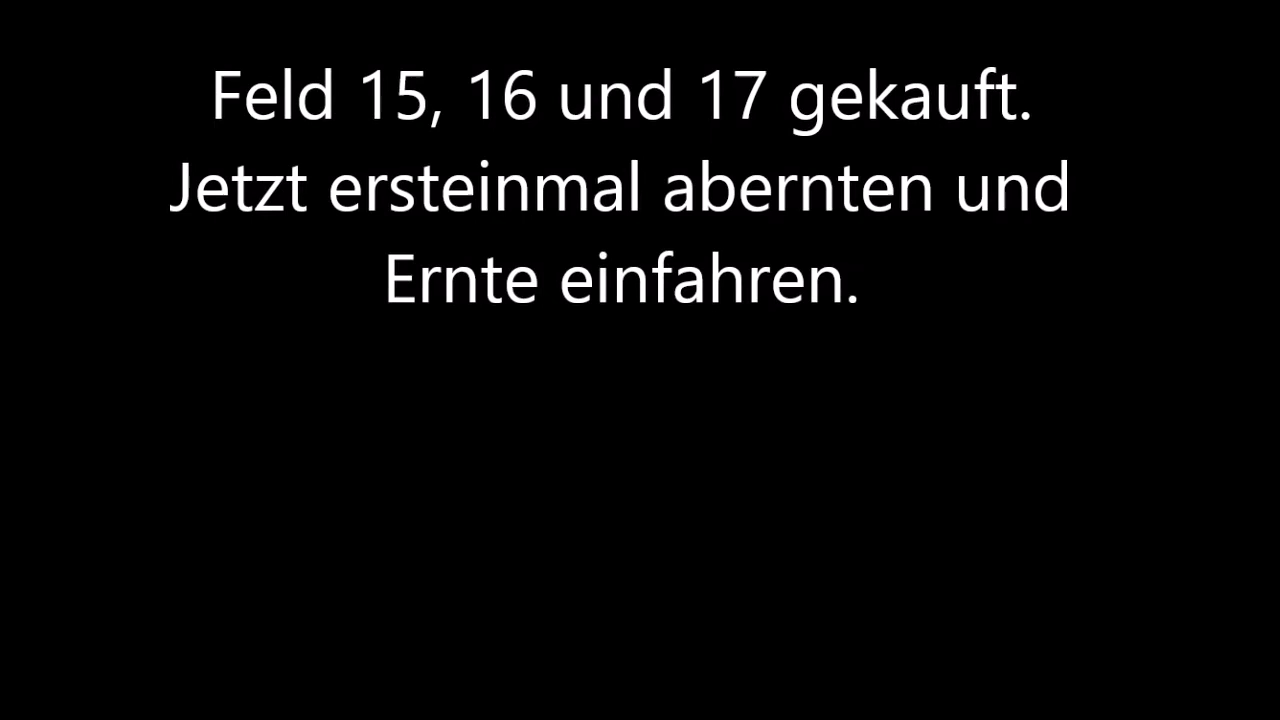 Feld 15, 16 und 17 gekauft.
Jetzt ersteinmal abernten und
Ernte einfahren.